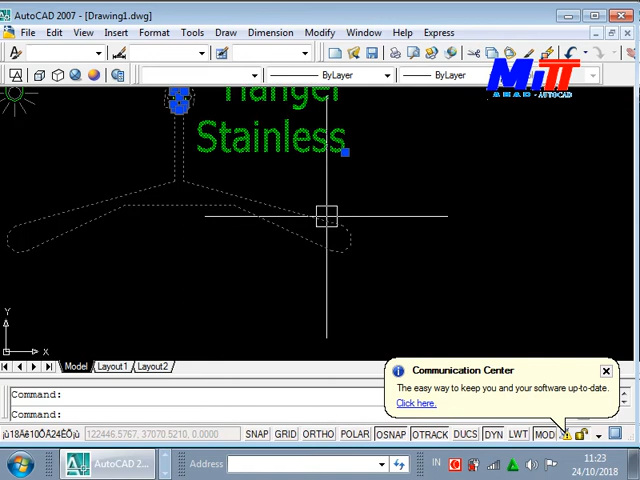 AutoCAD 2007 - [Drawing1.dwg]
File Edit View Insert Format Tools Draw Dimension Modify Window Help Express
ByLayer ByLayer
AHAD - AUTOCAD
Hanger
Stainless
Y
X
Model Layout1 Layout2
Communication Center
The easy way to keep you and your software up-to-date.
Click here.
Command:
Command:
122446.5767, 37070.5210, 0.0000 SNAP GRID ORTHO POLAR OSNAP OTRACK DUCS DYN LWT MOD
AutoCAD 2... Address IN 11:23
24/10/2018